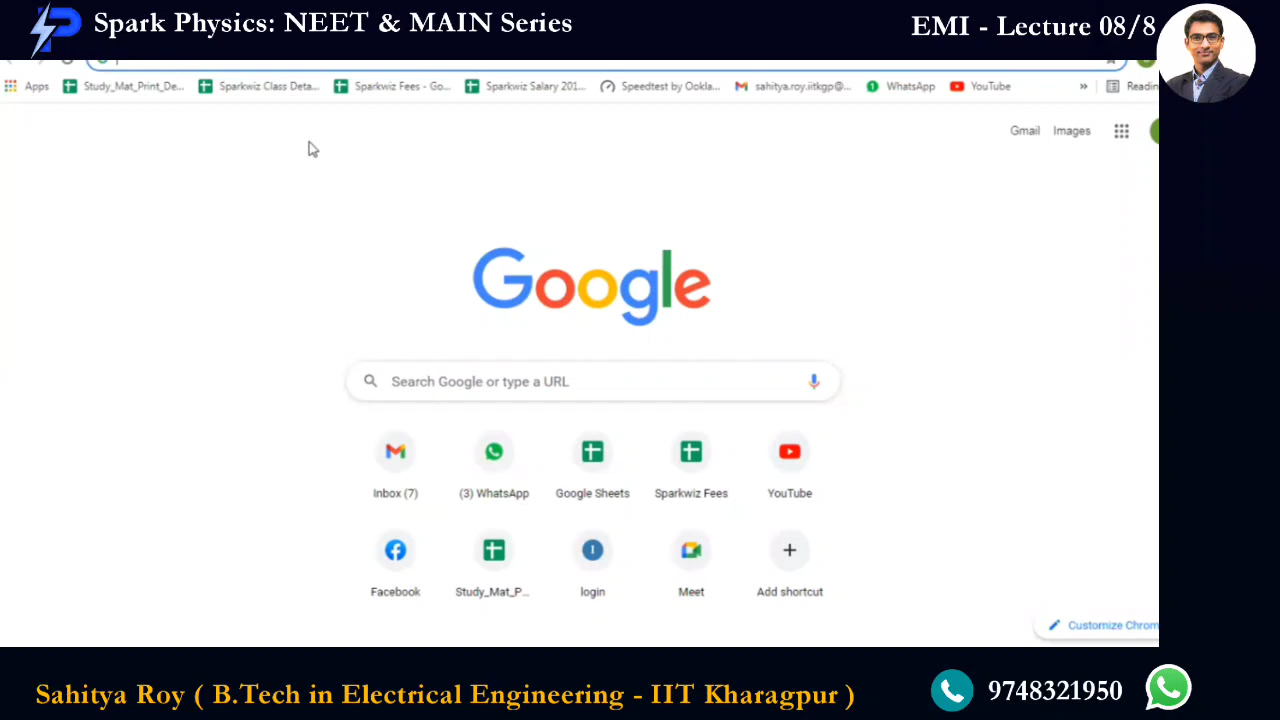 Spark Physics: NEET & MAIN Series
EMI - Lecture 08/8
Apps Study_Mat_Print_De... Sparkwiz Class Deta... Sparkwiz Fees - Go... Sparkwiz Salary 201... Speedtest by Ookla... sahitya.roy.iitkgp@... WhatsApp YouTube » Readin
Gmail Images
Google
Search Google or type a URL
Inbox (7) (3) WhatsApp Google Sheets Sparkwiz Fees YouTube
Facebook Study_Mat_P... login Meet Add shortcut
Customize Chrom
Sahitya Roy ( B.Tech in Electrical Engineering - IIT Kharagpur )
9748321950